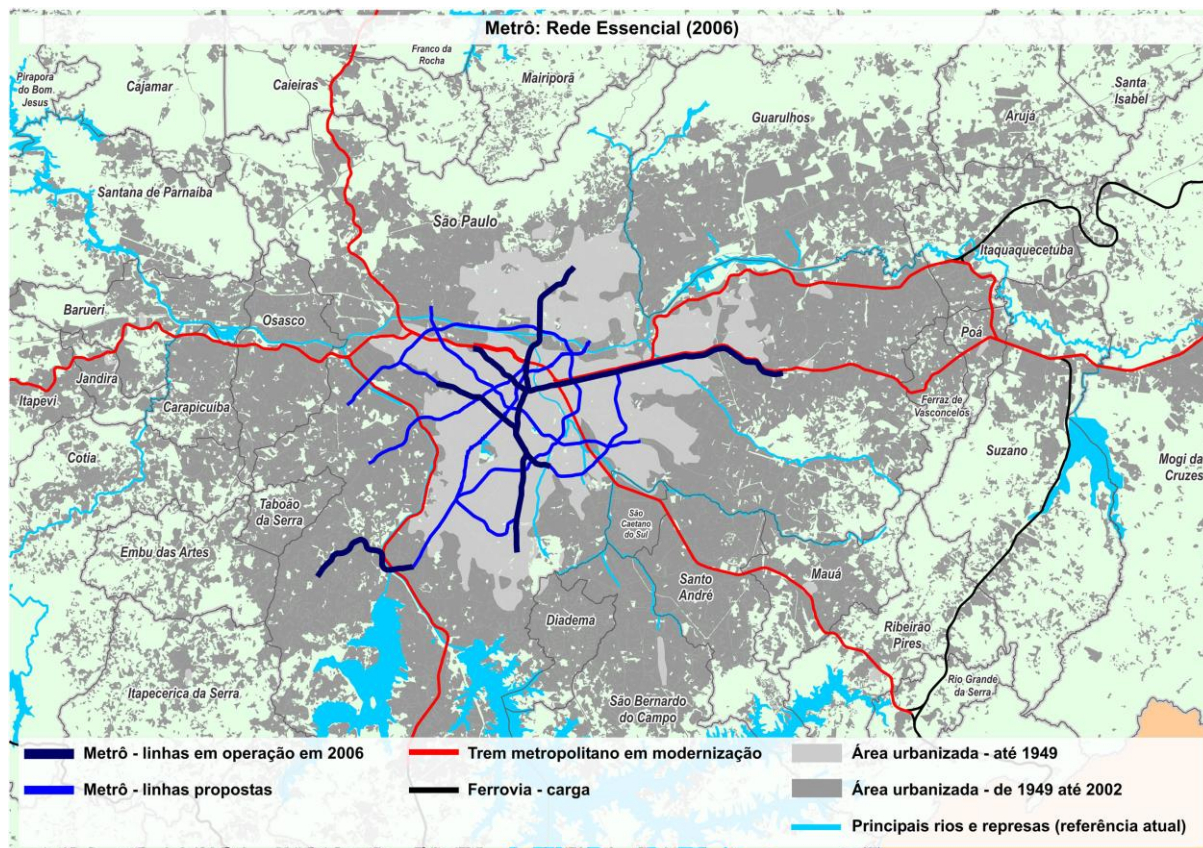 Metrô: Rede Essencial (2006)
Franco da
Rocha
Pirapora
do Bom
Jesus
Cajamar
Caieiras
Mairiporã
Santa
Isabel
Guarulhos
Arujá
Santana de Parnaíba
São Paulo
Itaquaquecetuba
Barueri
Osasco
Poá
Jandira
Itapevi
Carapicuíba
Ferraz de
Vasconcelos
Cotia
Suzano
Mogi da
Cruzes
Taboão
da Serra
São
Caetano
do Sul
Embu das Artes
Santo
André
Mauá
Diadema
Ribeirão
Pires
Itapecerica da Serra
Rio Grande
da Serra
São Bernardo
do Campo
Metrô - linhas em operação em 2006
Trem metropolitano em modernização
Área urbanizada - até 1949
Metrô - linhas propostas
Ferrovia - carga
Área urbanizada - de 1949 até 2002
Principais rios e represas (referência atual)